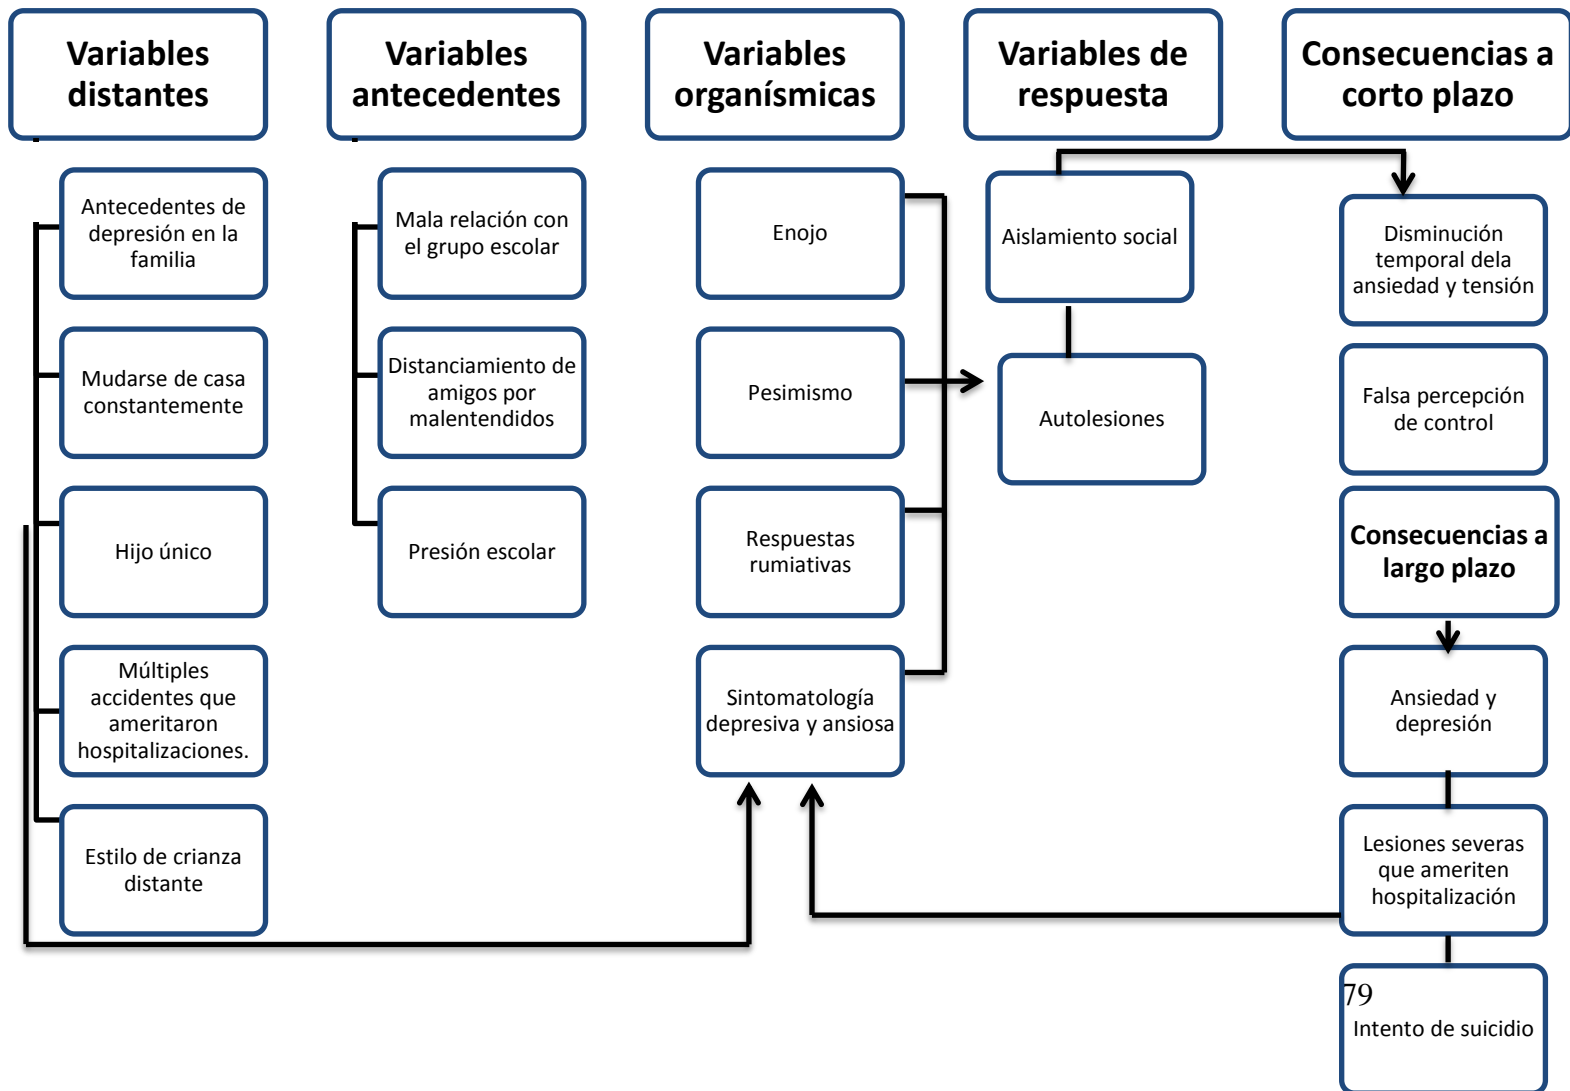 Variables
distantes
Antecedentes de
depresión en la
familia
Mudarse de casa
constantemente
Hijo único
Múltiples
accidentes que
ameritaron
hospitalizaciones.
Estilo de crianza
distante
Variables
antecedentes
Mala relación con
el grupo escolar
Distanciamiento de
amigos por
malentendidos
Presión escolar
Variables
organísmicas
Enojo
Pesimismo
Respuestas
rumiativas
Sintomatología
depresiva y ansiosa
Variables de
respuesta
Aislamiento social
Autolesiones
Consecuencias a
corto plazo
Disminución
temporal dela
ansiedad y tensión
Falsa percepción
de control
Consecuencias a
largo plazo
Ansiedad y
depresión
Lesiones severas
que ameriten
hospitalización
79
Intento de suicidio